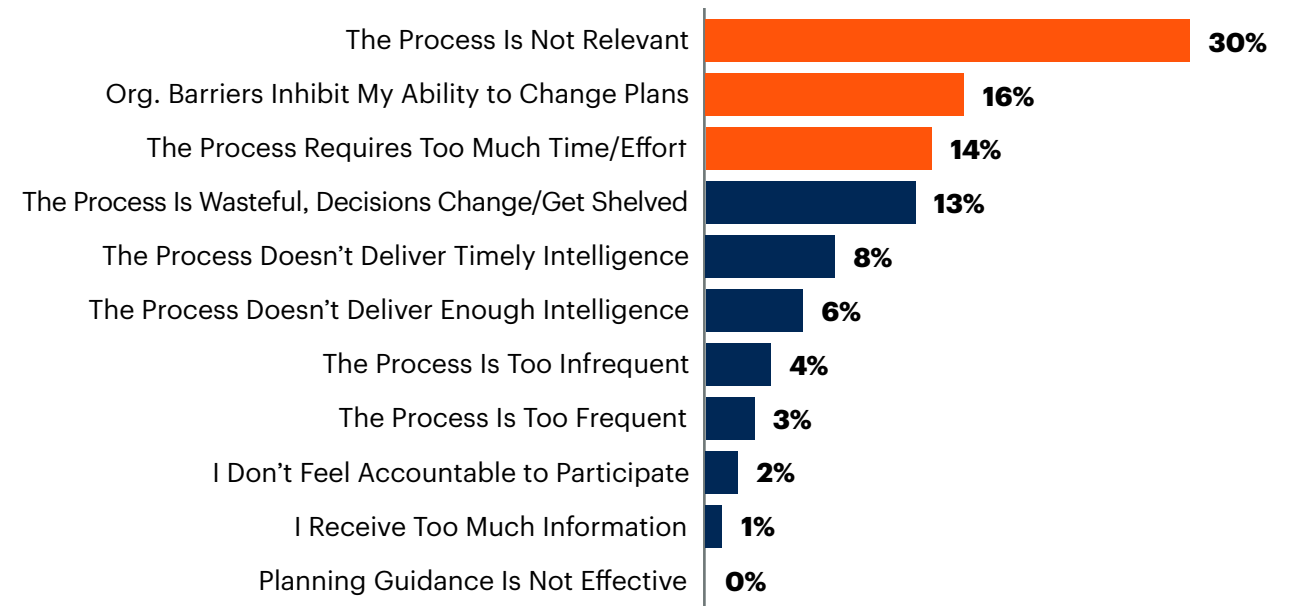 The Process Is Not Relevant 30%
Org. Barriers Inhibit My Ability to Change Plans 16%
The Process Requires Too Much Time/Effort 14%
The Process Is Wasteful, Decisions Change/Get Shelved 13%
The Process Doesn’t Deliver Timely Intelligence 8%
The Process Doesn’t Deliver Enough Intelligence 6%
The Process Is Too Infrequent 4%
The Process Is Too Frequent 3%
I Don’t Feel Accountable to Participate 2%
I Receive Too Much Information 1%
Planning Guidance Is Not Effective 0%